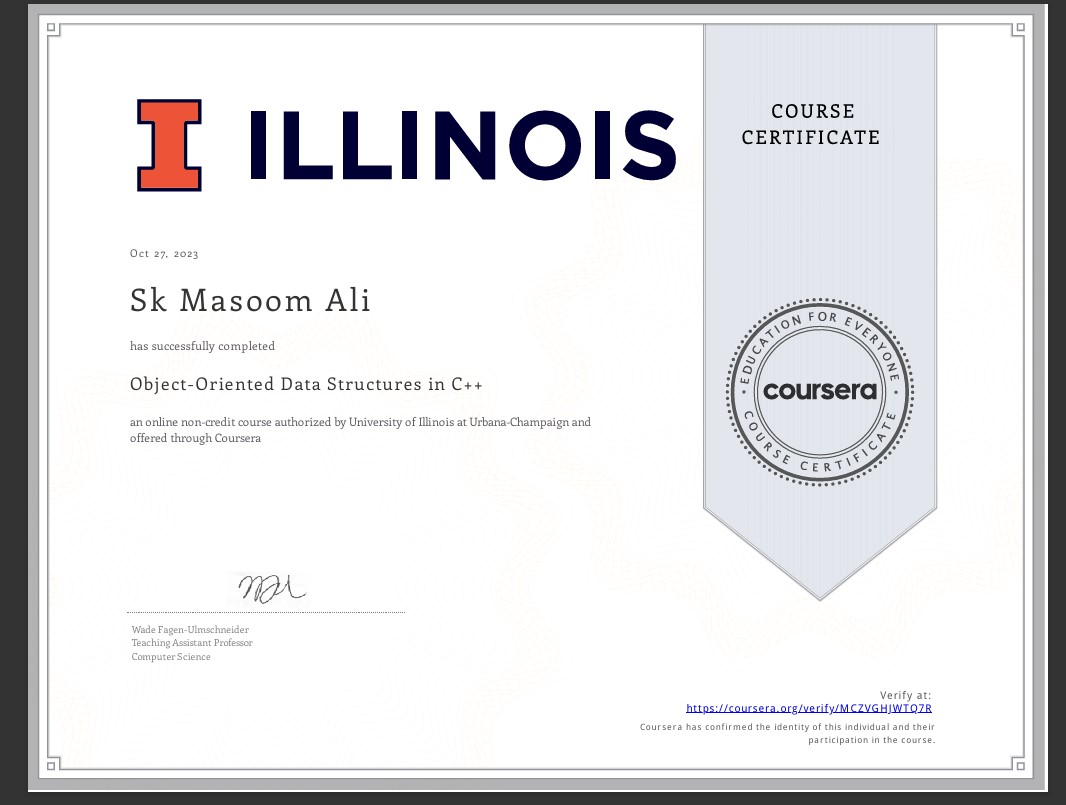 I ILLINOIS
COURSE
CERTIFICATE
Oct 27, 2023
Sk Masoom Ali
has successfully completed
Object-Oriented Data Structures in C++
an online non-credit course authorized by University of Illinois at Urbana-Champaign and
offered through Coursera
EDUCATION FOR EVERYONE
coursera
COURSE CERTIFICATE
Wade Fagen-Ulmschneider
Teaching Assistant Professor
Computer Science
Verify at:
https://coursera.org/verify/MCZVGHJWTQ7R
Coursera has confirmed the identity of this individual and their
participation in the course.